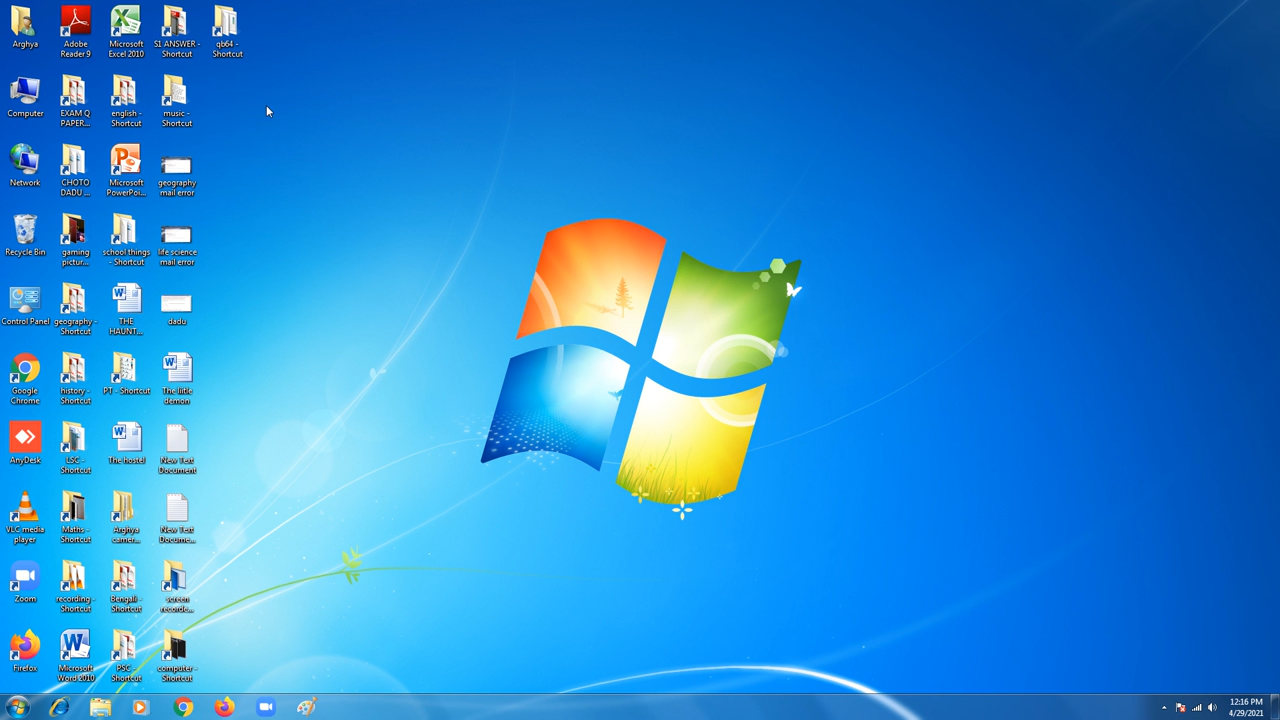 Arghya
Adobe
Reader 9
Microsoft
Excel 2010
S1 ANSWER -
Shortcut
qb64 -
Shortcut
Computer
EXAM Q
PAPER...
english -
Shortcut
music -
Shortcut
Network
CHOTO
DADU ...
Microsoft
PowerPoi...
geography
mail error
Recycle Bin
gaming
pictur...
school things
- Shortcut
life science
mail error
Control Panel
geography -
Shortcut
THE
HAUNT...
dadu
Google
Chrome
history -
Shortcut
PT - Shortcut
The little
demon
AnyDesk
LSC -
Shortcut
The hostel
New Text
Document
VLC media
player
Maths -
Shortcut
Arghya
camer...
New Text
Docume...
Zoom
recording -
Shortcut
Bengali -
Shortcut
screen
recorde...
Firefox
Microsoft
Word 2010
PSC -
Shortcut
computer -
Shortcut
12:16 PM
4/29/2021